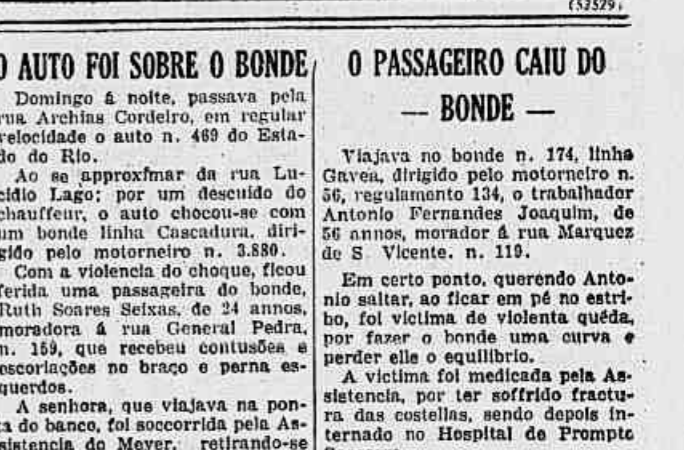 (52529)
O AUTO FOI SOBRE O BONDE
Domingo á noite, passava pela
rua Archias Cordeiro, em regular
velocidade o auto n. 469 do Esta-
do do Rio.
Ao se approximar da rua Lu-
cidio Lago; por um descuido do
chauffeur, o auto chocou-se com
um bonde linha Cascadura, diri-
gido pelo motorneiro n. 3.880.
Com a violencia do choque, ficou
ferida uma passageira do bonde,
Ruth Soares Seixas, de 24 annos,
moradora á rua General Pedra,
n. 159, que recebeu contusões e
escoriações no braço e perna es-
querdos.
A senhora, que viajava na pon-
ta do banco, foi soccorrida pela As-
sistencia do Meyer, retirando-se
O PASSAGEIRO CAIU DO
— BONDE —
Viajava no bonde n. 174, linha
Gavea, dirigido pelo motorneiro n.
56, regulamento 134, o trabalhador
Antonio Fernandes Joaquim, de
56 annos, morador á rua Marquez
de S. Vicente, n. 119.
Em certo ponto, querendo Anto-
nio saltar, ao ficar em pé no estri-
bo, foi victima de violenta quéda,
por fazer o bonde uma curva e
perder elle o equilibrio.
A victima foi medicada pela As-
sistencia, por ter soffrido fractu-
ra das costellas, sendo depois in-
ternado no Hospital de Prompto